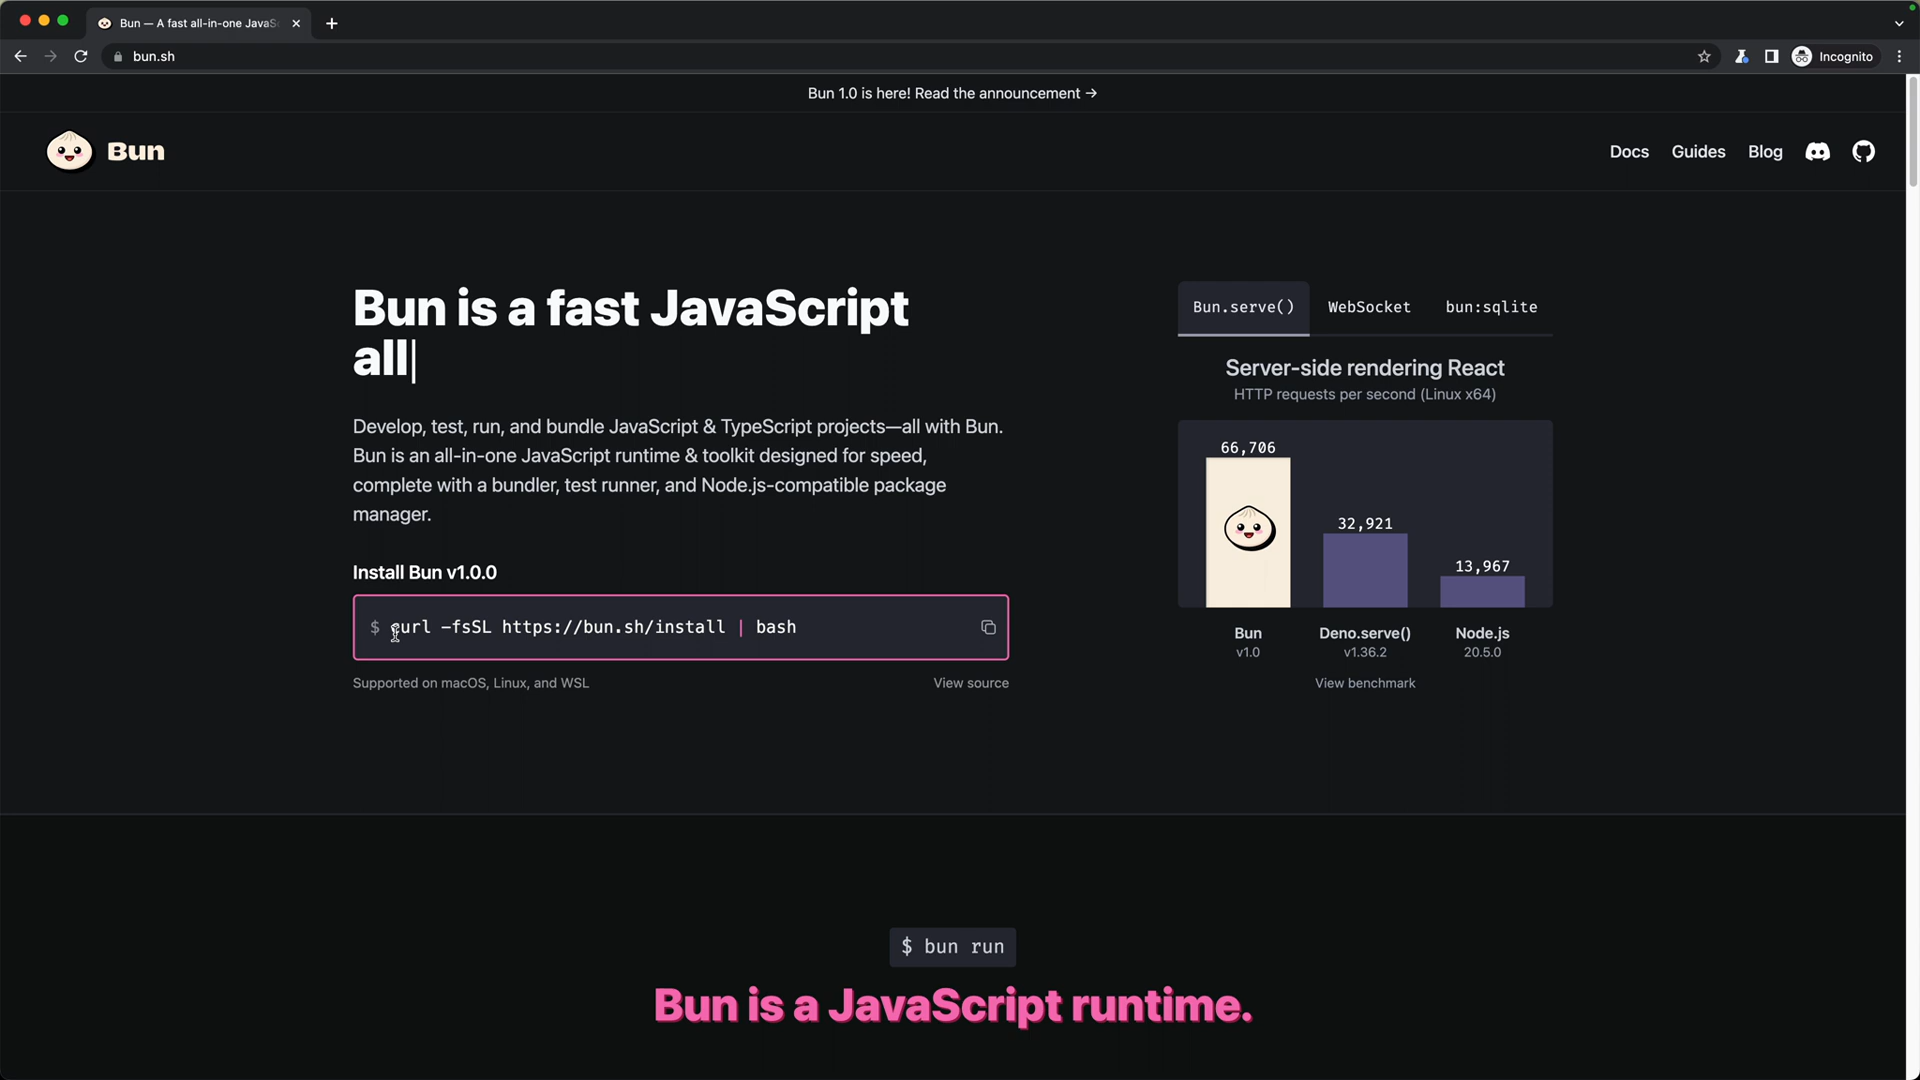 Bun — A fast all-in-one JavaS
bun.sh
Incognito
Bun 1.0 is here! Read the announcement →
Bun
Docs
Guides
Blog
Bun is a fast JavaScript
all|
Develop, test, run, and bundle JavaScript & TypeScript projects—all with Bun.
Bun is an all-in-one JavaScript runtime & toolkit designed for speed,
complete with a bundler, test runner, and Node.js-compatible package
manager.
Install Bun v1.0.0
$ curl -fsSL https://bun.sh/install | bash
Supported on macOS, Linux, and WSL
View source
Bun.serve()
WebSocket
bun:sqlite
Server-side rendering React
HTTP requests per second (Linux x64)
66,706
32,921
13,967
Bun
v1.0
Deno.serve()
v1.36.2
Node.js
20.5.0
View benchmark
$ bun run
Bun is a JavaScript runtime.